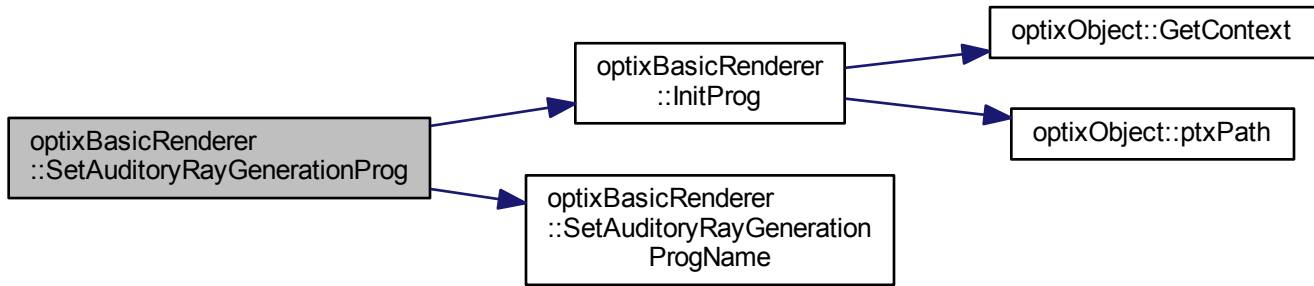 optixBasicRenderer
::SetAuditoryRayGenerationProg
optixBasicRenderer
::InitProg
optixObject::GetContext
optixObject::ptxPath
optixBasicRenderer
::SetAuditoryRayGeneration
ProgName